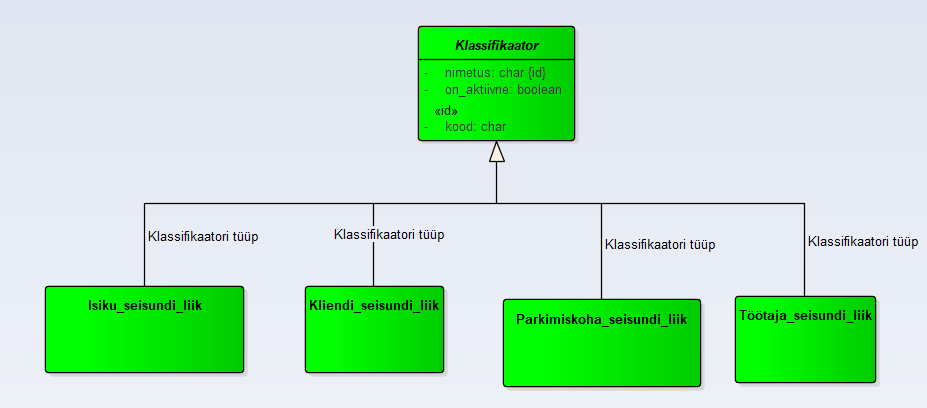 Klassifikaator
- nimetus: char {id}
- on_aktiivne: boolean
«id»
- kood: char
Klassifikaatori tüüp
Klassifikaatori tüüp
Klassifikaatori tüüp
Klassifikaatori tüüp
Isiku_seisundi_liik
Kliendi_seisundi_liik
Parkimiskoha_seisundi_liik
Töötaja_seisundi_liik